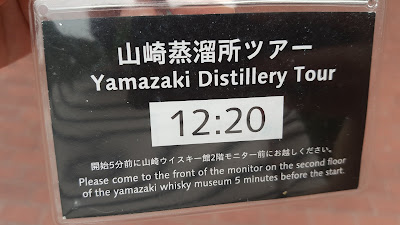 山崎蒸溜所ツアー
Yamazaki Distillery Tour
12:20
開始5分前に山崎ウイスキー館2階モニター前にお越しください。
Please come to the front of the monitor on the second floor
of the yamazaki whisky museum 5 minutes before the start.